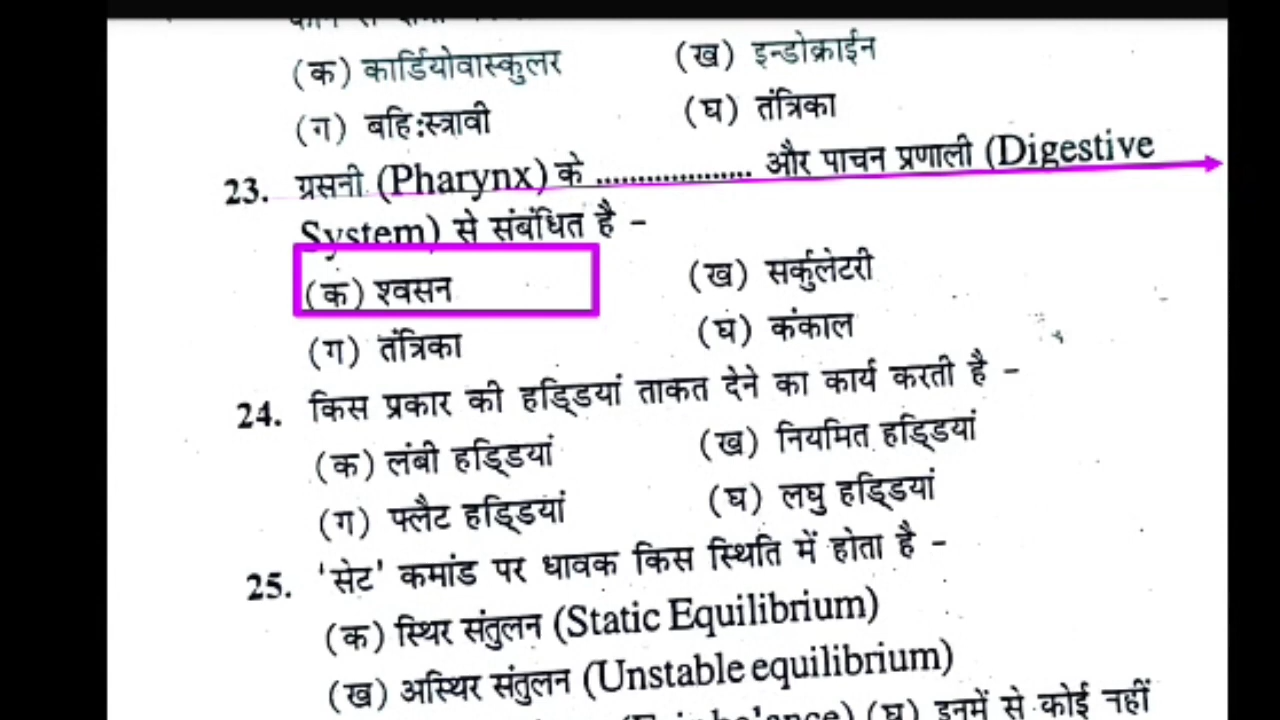 (क) कार्डियोवास्कुलर (ख) इन्डोक्राईन
(ग) बहि:स्त्रावी (घ) तंत्रिका
23. ग्रसनी (Pharynx) के ................... और पाचन प्रणाली (Digestive
System) से संबंधित है -
(क) श्वसन (ख) सर्कुलेटरी
(ग) तंत्रिका (घ) कंकाल
24. किस प्रकार की हड्डियां ताकत देने का कार्य करती है -
(क) लंबी हड्डियां (ख) नियमित हड्डियां
(ग) फ्लैट हड्डियां (घ) लघु हड्डियां
25. 'सेट' कमांड पर धावक किस स्थिति में होता है -
(क) स्थिर संतुलन (Static Equilibrium)
(ख) अस्थिर संतुलन (Unstable equilibrium)
(घ) इनमें से कोई नहीं